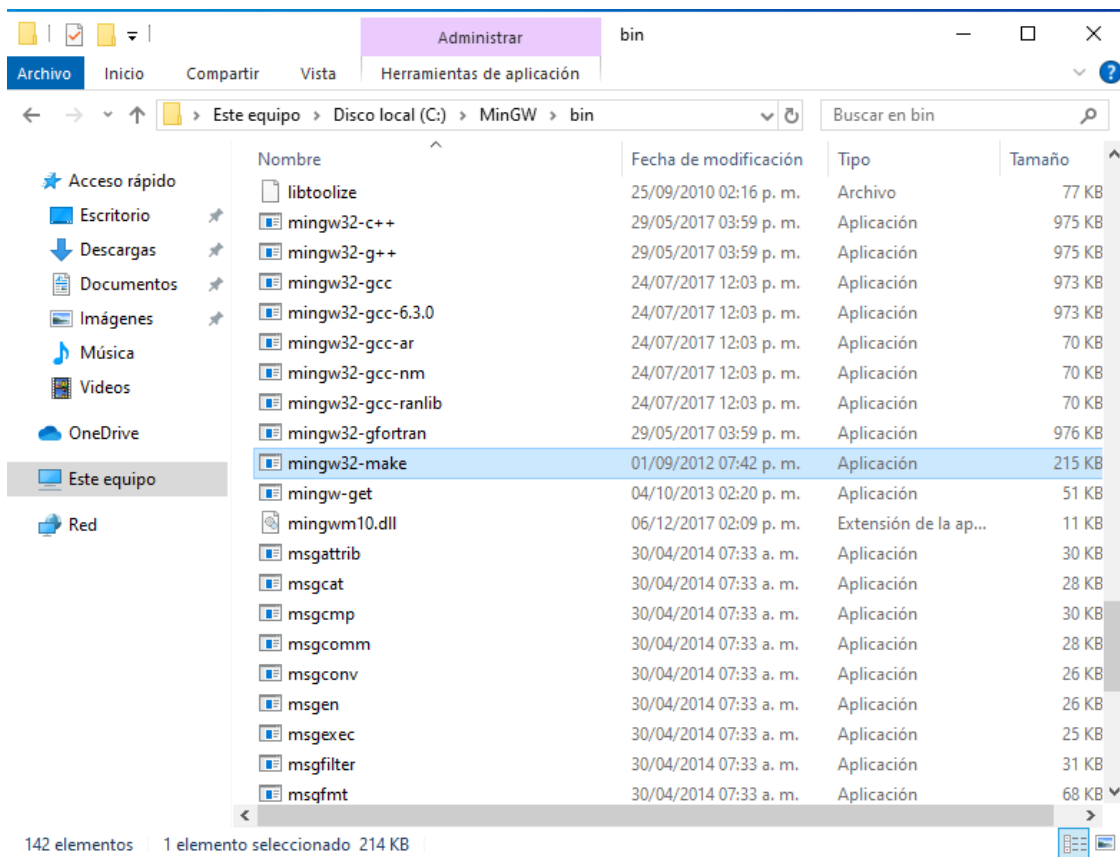 Administrar bin
Archivo Inicio Compartir Vista Herramientas de aplicación ?
Este equipo > Disco local (C:) > MinGW > bin Buscar en bin
Acceso rápido
Escritorio
Descargas
Documentos
Imágenes
Música
Videos
OneDrive
Este equipo
Red
Nombre Fecha de modificación Tipo Tamaño
libtoolize 25/09/2010 02:16 p. m. Archivo 77 KB
mingw32-c++ 29/05/2017 03:59 p. m. Aplicación 975 KB
mingw32-g++ 29/05/2017 03:59 p. m. Aplicación 975 KB
mingw32-gcc 24/07/2017 12:03 p. m. Aplicación 973 KB
mingw32-gcc-6.3.0 24/07/2017 12:03 p. m. Aplicación 973 KB
mingw32-gcc-ar 24/07/2017 12:03 p. m. Aplicación 70 KB
mingw32-gcc-nm 24/07/2017 12:03 p. m. Aplicación 70 KB
mingw32-gcc-ranlib 24/07/2017 12:03 p. m. Aplicación 70 KB
mingw32-gfortran 29/05/2017 03:59 p. m. Aplicación 976 KB
mingw32-make 01/09/2012 07:42 p. m. Aplicación 215 KB
mingw-get 04/10/2013 02:20 p. m. Aplicación 51 KB
mingwm10.dll 06/12/2017 02:09 p. m. Extensión de la ap... 11 KB
msgattrib 30/04/2014 07:33 a. m. Aplicación 30 KB
msgcat 30/04/2014 07:33 a. m. Aplicación 28 KB
msgcmp 30/04/2014 07:33 a. m. Aplicación 30 KB
msgcomm 30/04/2014 07:33 a. m. Aplicación 28 KB
msgconv 30/04/2014 07:33 a. m. Aplicación 26 KB
msgen 30/04/2014 07:33 a. m. Aplicación 26 KB
msgexec 30/04/2014 07:33 a. m. Aplicación 25 KB
msgfilter 30/04/2014 07:33 a. m. Aplicación 31 KB
msgfmt 30/04/2014 07:33 a. m. Aplicación 68 KB
142 elementos 1 elemento seleccionado 214 KB